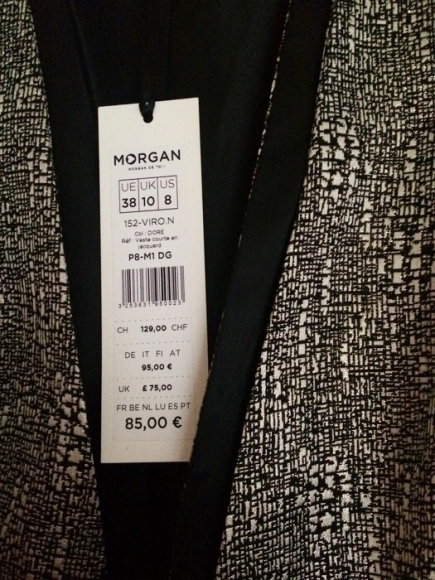 MORGAN
MORGAN DE TOI
UE UK US
38 10 8
152-VIRO.N
Col : DORE
Réf : Veste courte en
jacquard
P8-M1 DG
CH 129,00 CHF
DE IT FI AT
95,00 €
UK £ 75,00
FR BE NL LU ES PT
85,00 €